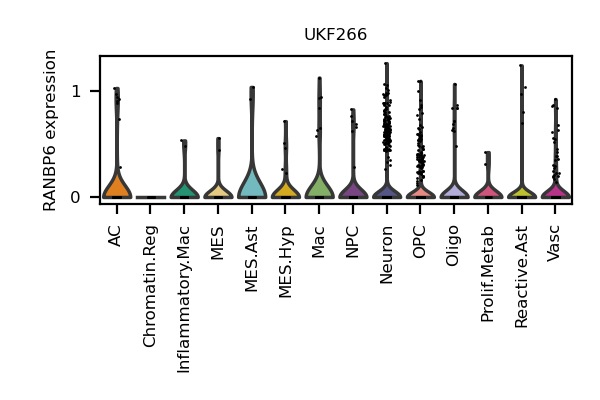 UKF266
RANBP6 expression
1
0
AC
Chromatin.Reg
Inflammatory.Mac
MES
MES.Ast
MES.Hyp
Mac
NPC
Neuron
OPC
Oligo
Prolif.Metab
Reactive.Ast
Vasc